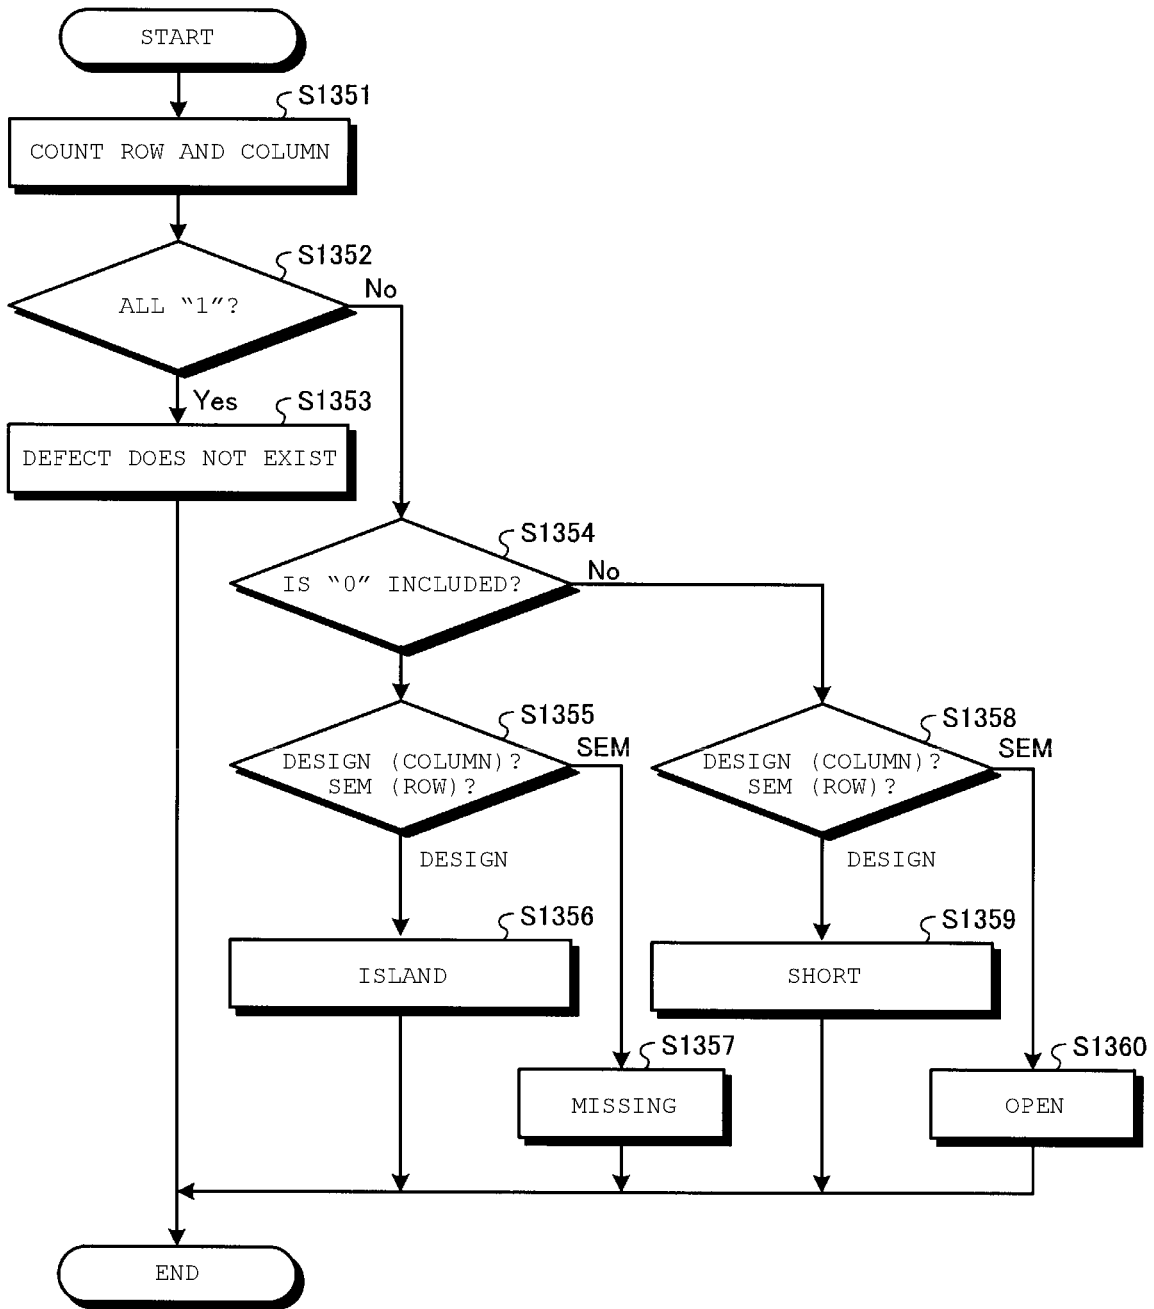 START
S1351
COUNT ROW AND COLUMN
S1352
ALL “1”?
No
Yes
S1353
DEFECT DOES NOT EXIST
S1354
IS “0” INCLUDED?
No
S1355
DESIGN (COLUMN)?
SEM (ROW)?
SEM
DESIGN
S1358
DESIGN (COLUMN)?
SEM (ROW)?
SEM
DESIGN
S1356
ISLAND
S1359
SHORT
S1357
MISSING
S1360
OPEN
END